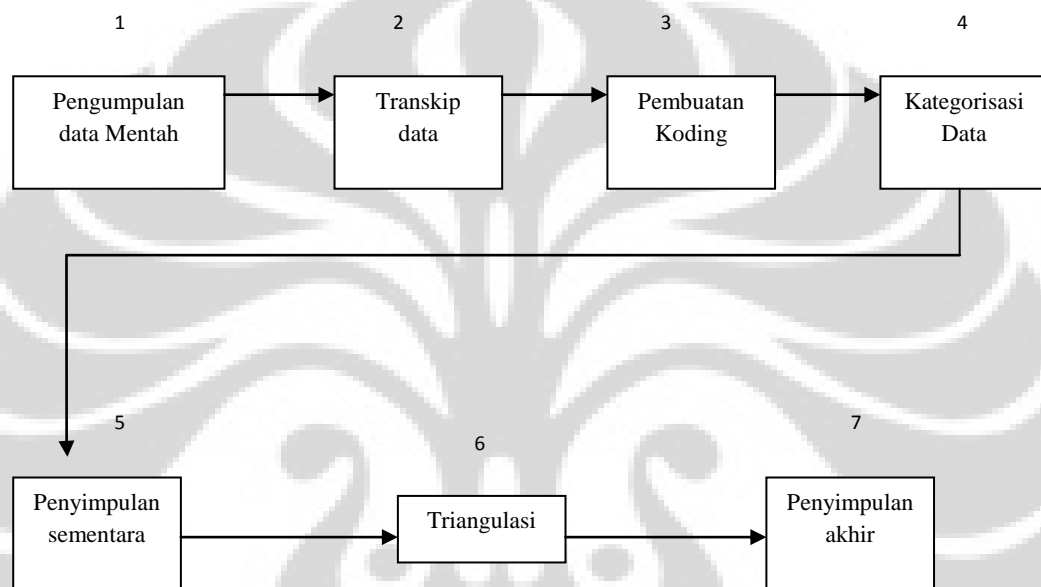 1
2
3
4
Pengumpulan
data Mentah
Transkip
data
Pembuatan
Koding
Kategorisasi
Data
5
6
7
Penyimpulan
sementara
Triangulasi
Penyimpulan
akhir